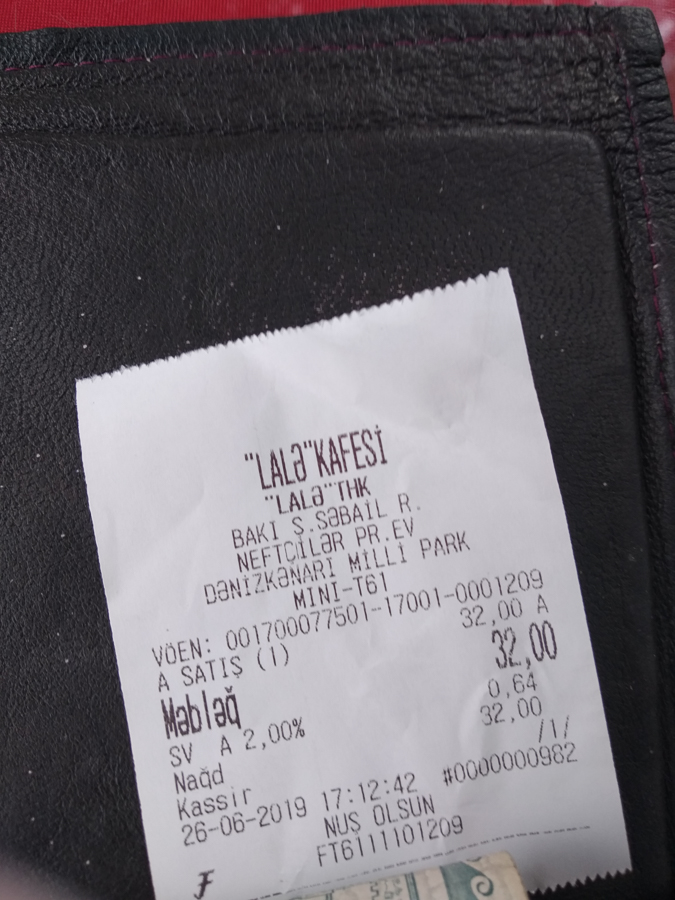 "LALƏ"KAFESİ
"LALƏ"THK
BAKI Ş.SƏBAİL R.
NEFTÇİLƏR PR.EV
DƏNİZKƏNARI MİLLİ PARK
MINI-T61
VÖEN: 001700077501-17001-0001209
A SATIŞ (1) 32,00 A
Məbləğ 32,00
SV A 2,00% 0,64
Nağd 32,00
Kassir /1/
26-06-2019 17:12:42 #0000000982
NUŞ OLSUN
FT6111101209